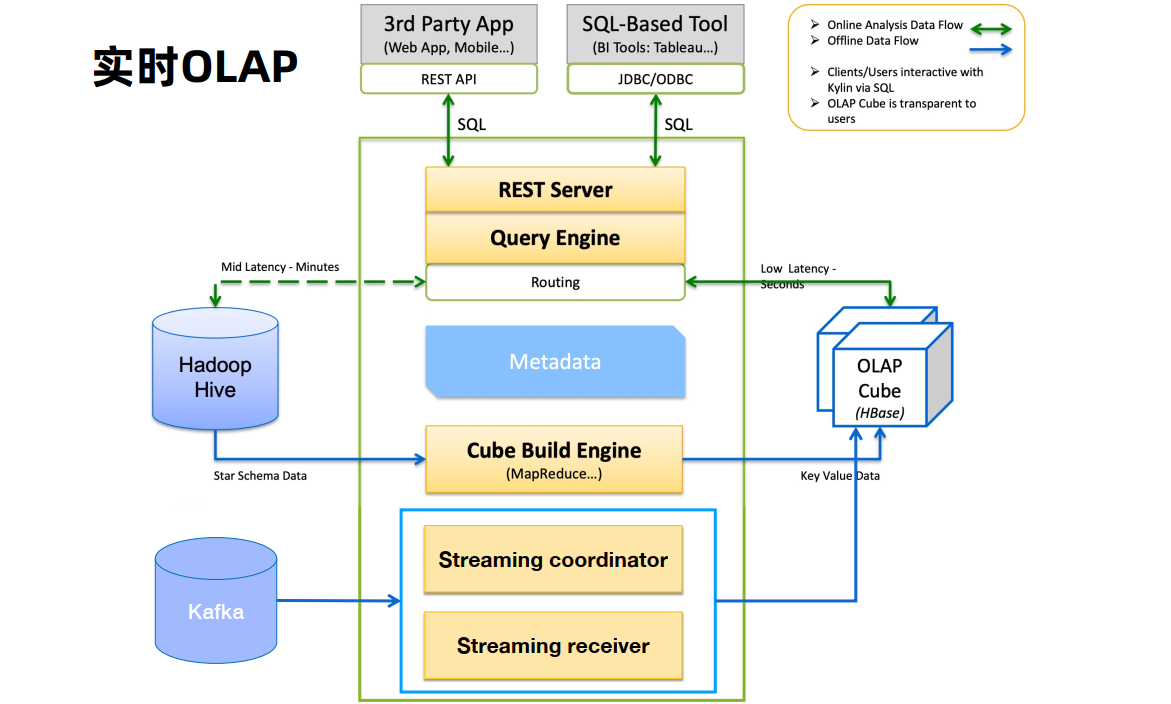 实时OLAP
3rd Party App
(Web App, Mobile…)
REST API
SQL-Based Tool
(BI Tools: Tableau…)
JDBC/ODBC
➢ Online Analysis Data Flow
➢ Offline Data Flow
➢ Clients/Users interactive with
Kylin via SQL
➢ OLAP Cube is transparent to
users
SQL
SQL
REST Server
Query Engine
Routing
Mid Latency - Minutes
Low Latency -
Seconds
Hadoop
Hive
Metadata
OLAP
Cube
(HBase)
Cube Build Engine
(MapReduce…)
Star Schema Data
Key Value Data
Streaming coordinator
Kafka
Streaming receiver